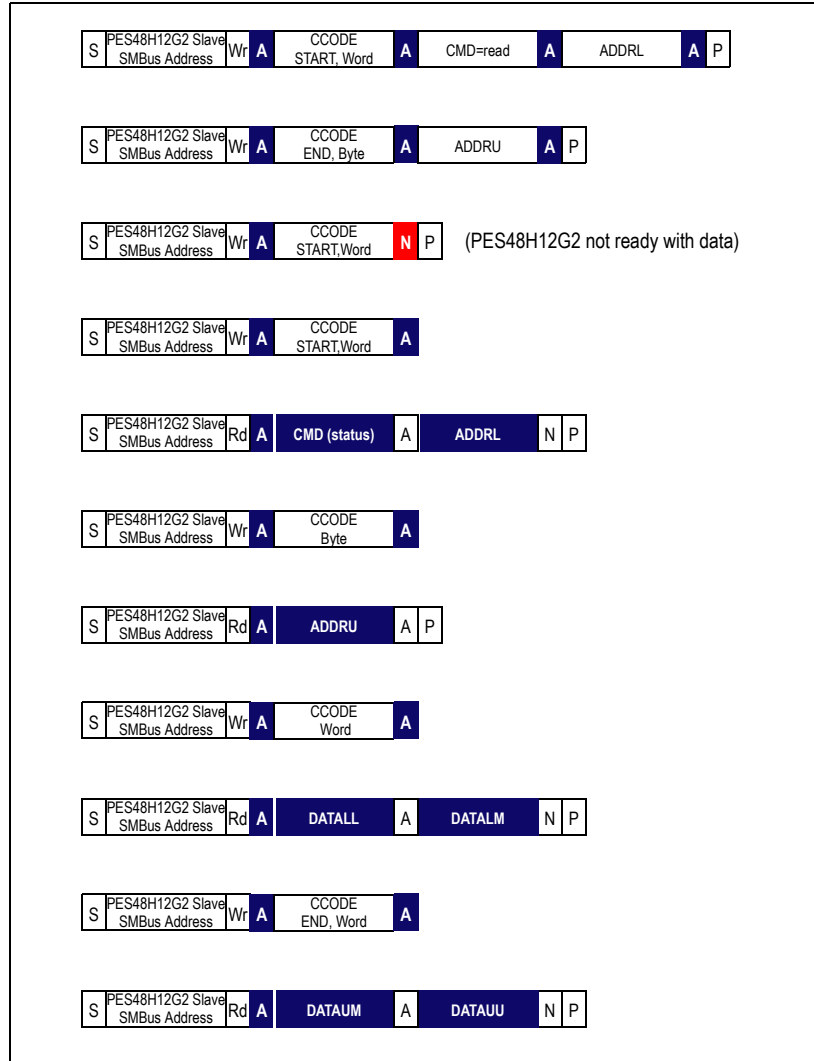 S PES48H12G2 Slave SMBus Address Wr A CCODE START, Word A CMD=read A ADDRL A P
S PES48H12G2 Slave SMBus Address Wr A CCODE END, Byte A ADDRU A P
S PES48H12G2 Slave SMBus Address Wr A CCODE START,Word N P (PES48H12G2 not ready with data)
S PES48H12G2 Slave SMBus Address Wr A CCODE START,Word A
S PES48H12G2 Slave SMBus Address Rd A CMD (status) A ADDRL N P
S PES48H12G2 Slave SMBus Address Wr A CCODE Byte A
S PES48H12G2 Slave SMBus Address Rd A ADDRU A P
S PES48H12G2 Slave SMBus Address Wr A CCODE Word A
S PES48H12G2 Slave SMBus Address Rd A DATALL A DATALM N P
S PES48H12G2 Slave SMBus Address Wr A CCODE END, Word A
S PES48H12G2 Slave SMBus Address Rd A DATAUM A DATAUU N P